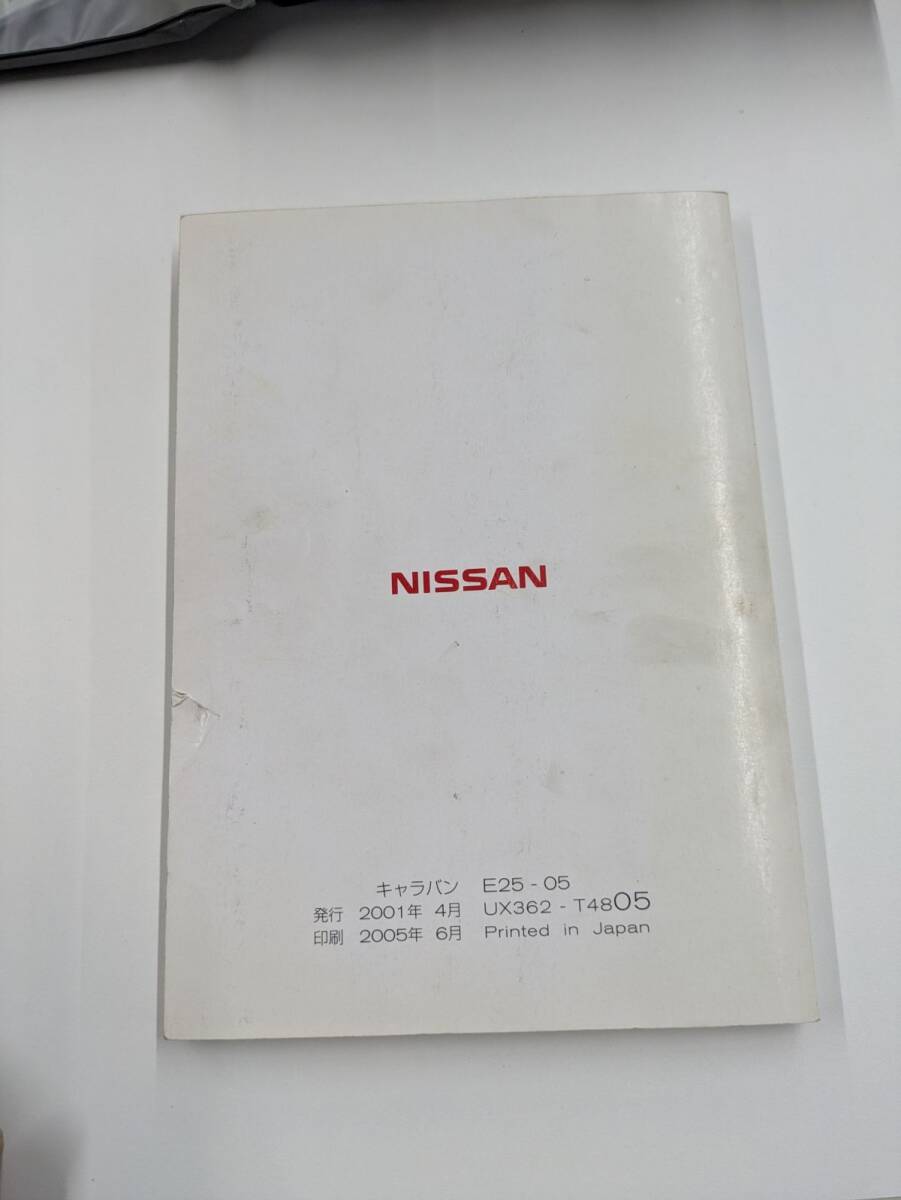 NISSAN
キャラバン E25 - 05
発行 2001年 4月 UX362 - T4805
印刷 2005年 6月 Printed in Japan